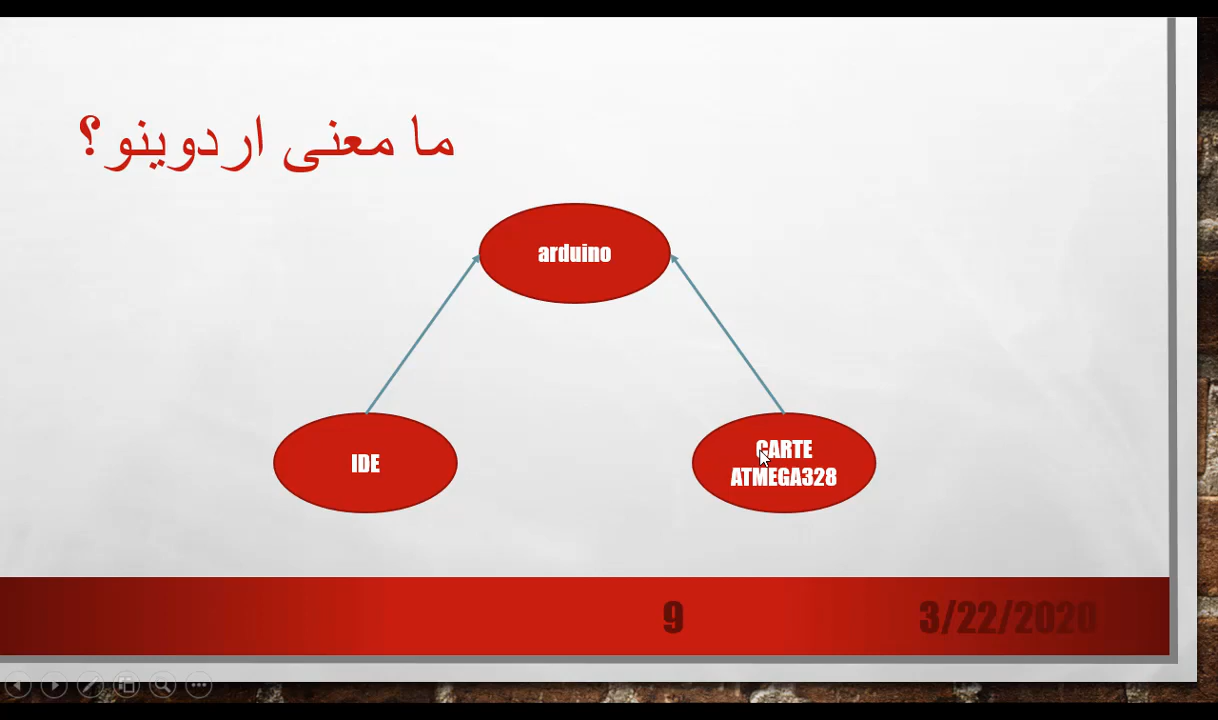 ما معنى اردوينو؟
arduino
IDE
CARTE
ATMEGA328
9
3/22/2020